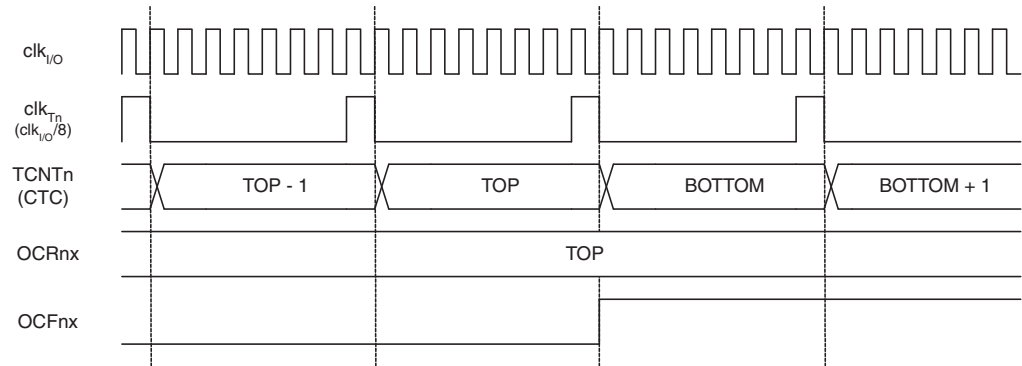 clkI/O
clkTn
(clkI/O/8)
TCNTn
(CTC)
TOP - 1
TOP
BOTTOM
BOTTOM + 1
OCRnx
TOP
OCFnx